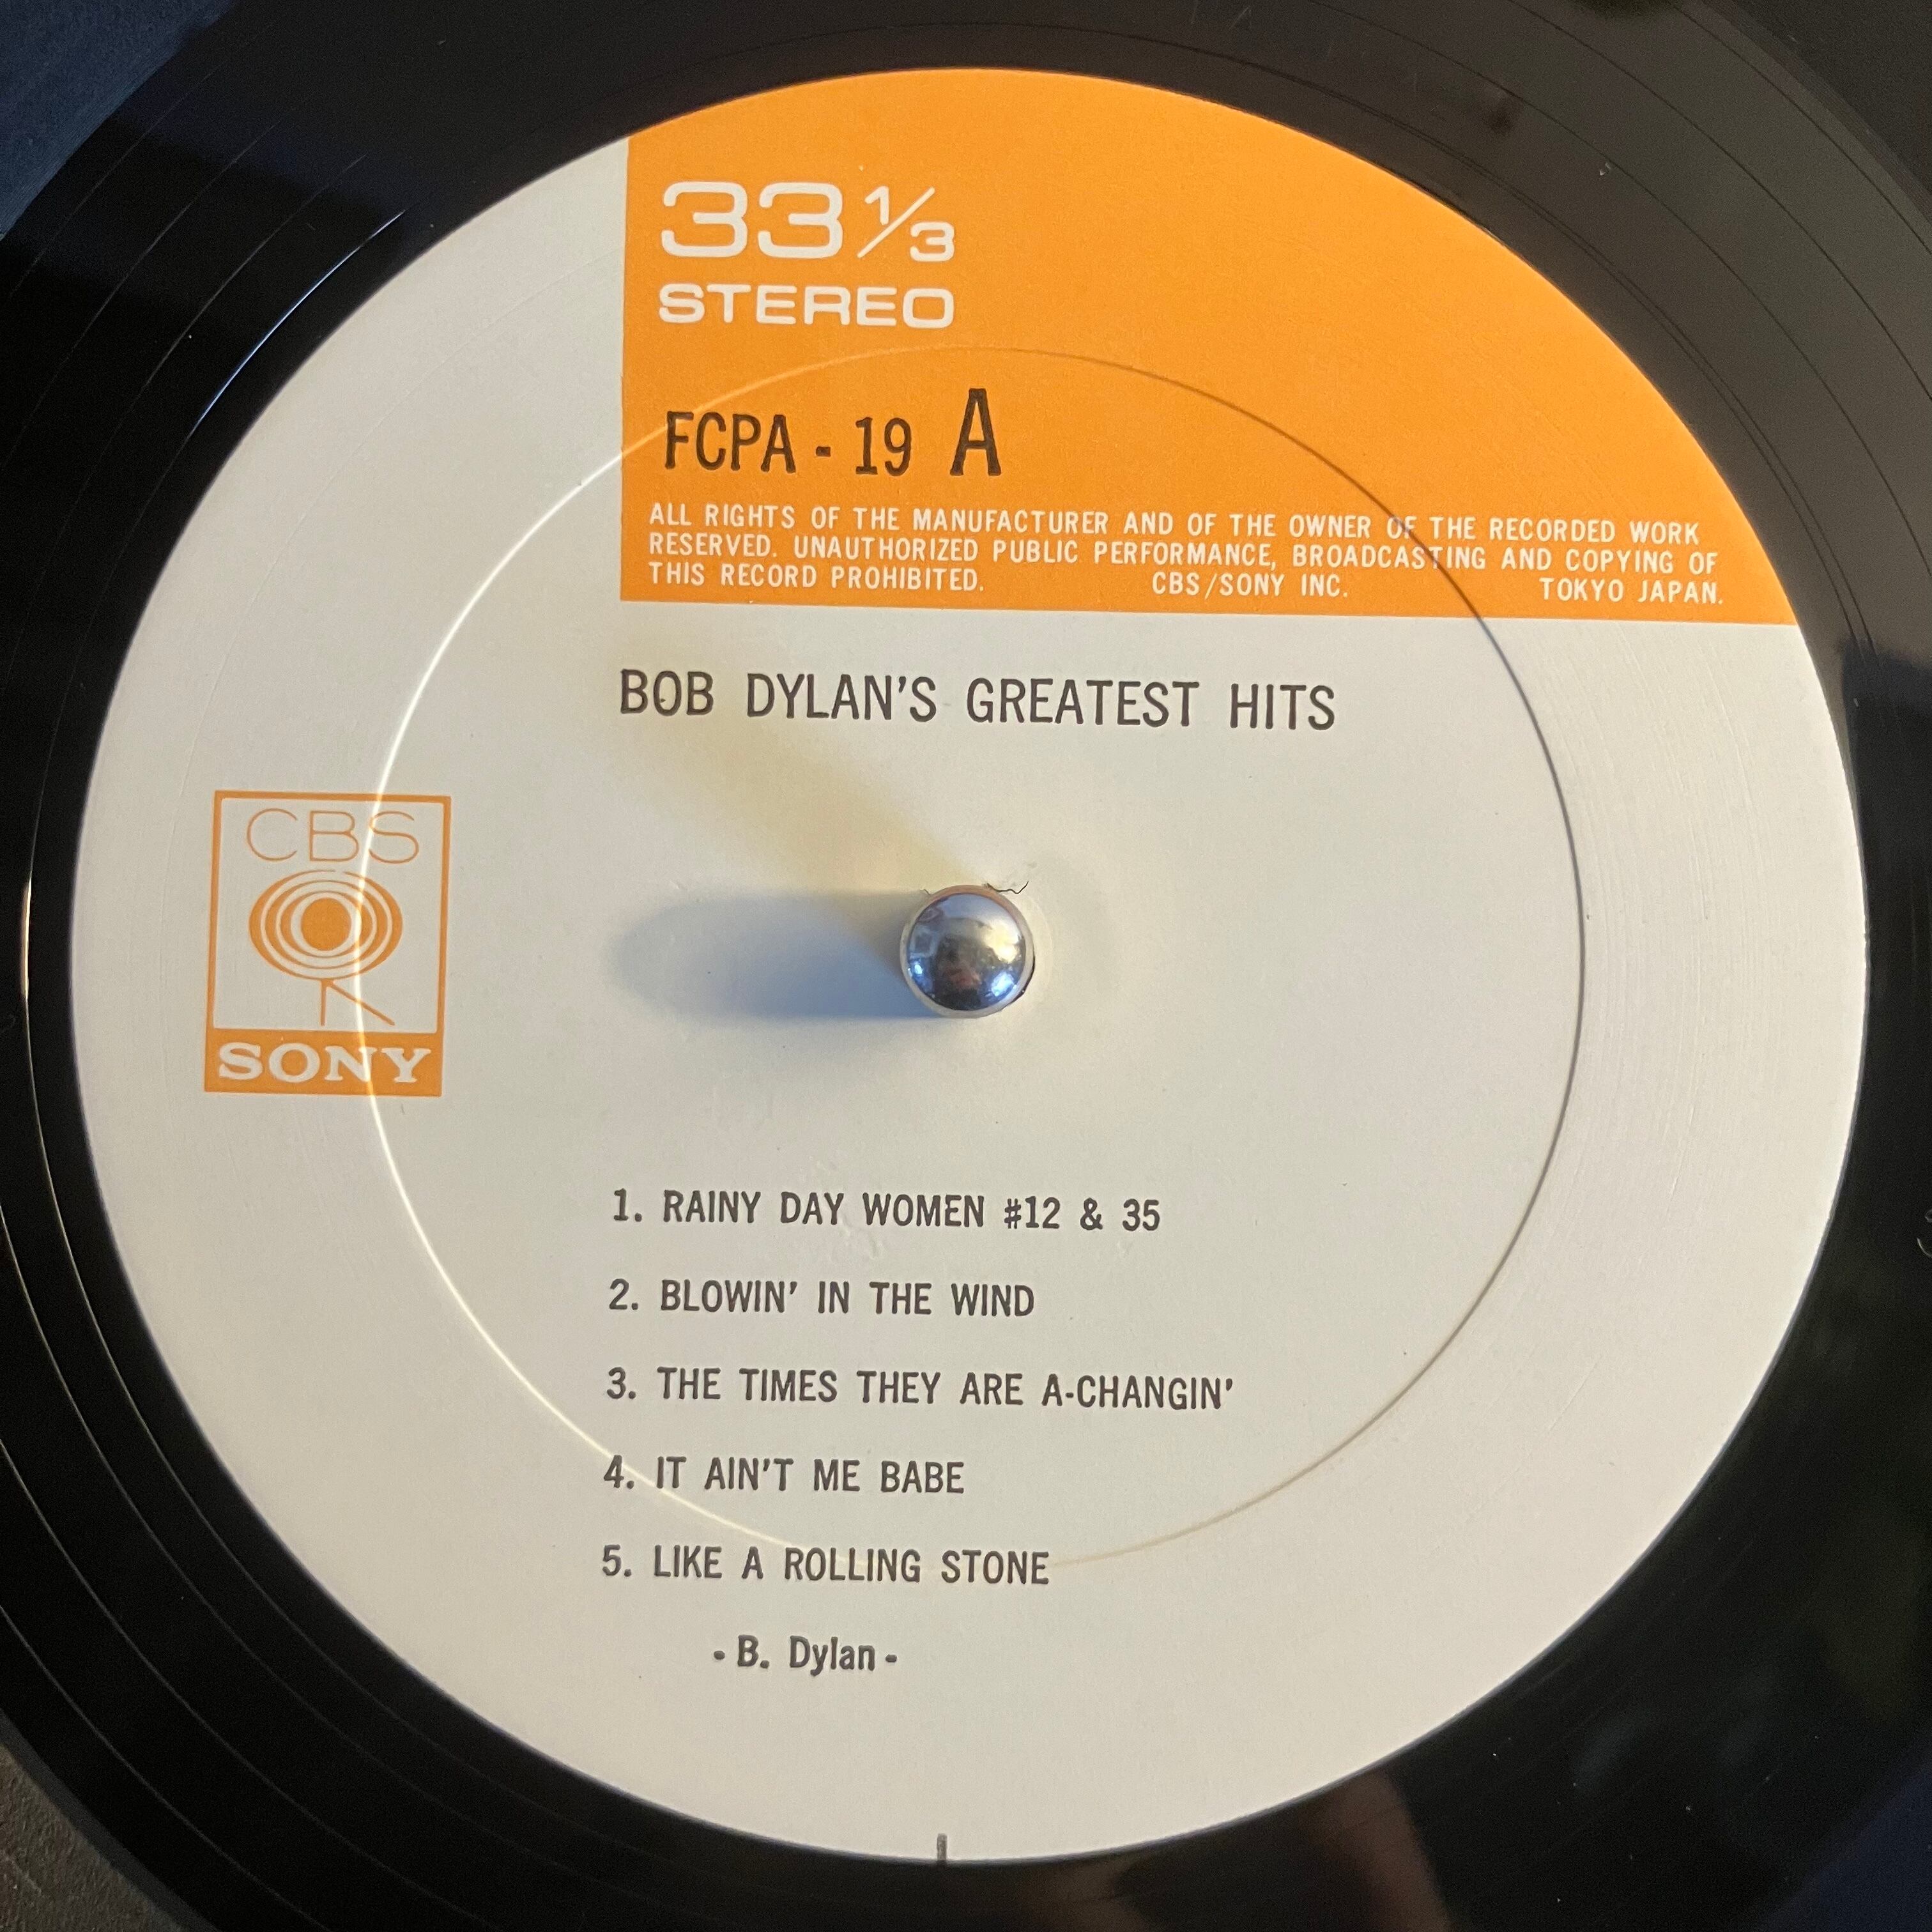 33 1/3
STEREO
FCPA - 19 A
ALL RIGHTS OF THE MANUFACTURER AND OF THE OWNER OF THE RECORDED WORK
RESERVED. UNAUTHORIZED PUBLIC PERFORMANCE, BROADCASTING AND COPYING OF
THIS RECORD PROHIBITED. CBS/SONY INC. TOKYO JAPAN.
BOB DYLAN'S GREATEST HITS
CBS
SONY
1. RAINY DAY WOMEN #12 & 35
2. BLOWIN' IN THE WIND
3. THE TIMES THEY ARE A-CHANGIN'
4. IT AIN'T ME BABE
5. LIKE A ROLLING STONE
- B. Dylan -